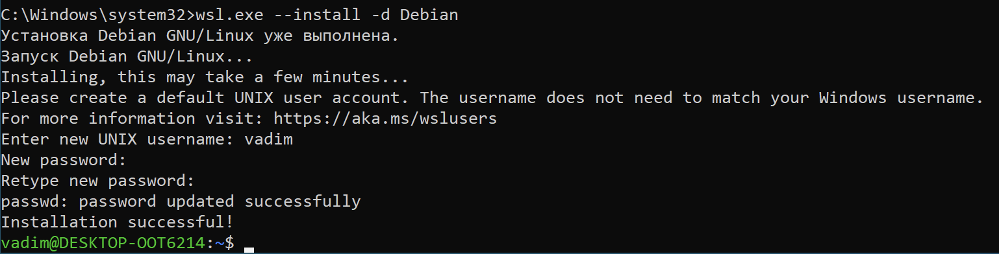 C:\Windows\system32>wsl.exe --install -d Debian
Установка Debian GNU/Linux уже выполнена.
Запуск Debian GNU/Linux...
Installing, this may take a few minutes...
Please create a default UNIX user account. The username does not need to match your Windows username.
For more information visit: https://aka.ms/wslusers
Enter new UNIX username: vadim
New password:
Retype new password:
passwd: password updated successfully
Installation successful!
vadim@DESKTOP-OOT6214:~$